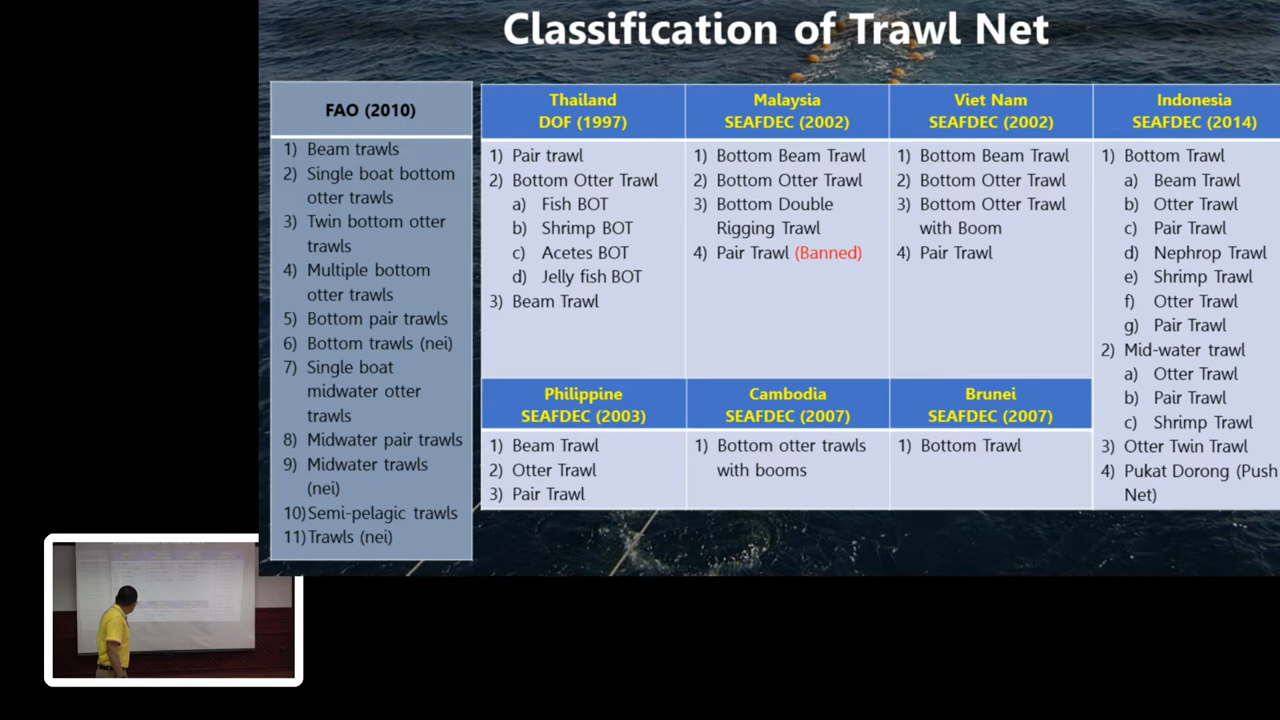 Classification of Trawl Net
FAO (2010)
1) Beam trawls
2) Single boat bottom
otter trawls
3) Twin bottom otter
trawls
4) Multiple bottom
otter trawls
5) Bottom pair trawls
6) Bottom trawls (nei)
7) Single boat
midwater otter
trawls
8) Midwater pair trawls
9) Midwater trawls
(nei)
10) Semi-pelagic trawls
11) Trawls (nei)
Thailand
DOF (1997)
1) Pair trawl
2) Bottom Otter Trawl
a) Fish BOT
b) Shrimp BOT
c) Acetes BOT
d) Jelly fish BOT
3) Beam Trawl
Malaysia
SEAFDEC (2002)
1) Bottom Beam Trawl
2) Bottom Otter Trawl
3) Bottom Double
Rigging Trawl
4) Pair Trawl (Banned)
Viet Nam
SEAFDEC (2002)
1) Bottom Beam Trawl
2) Bottom Otter Trawl
3) Bottom Otter Trawl
with Boom
4) Pair Trawl
Indonesia
SEAFDEC (2014)
1) Bottom Trawl
a) Beam Trawl
b) Otter Trawl
c) Pair Trawl
d) Nephrop Trawl
e) Shrimp Trawl
f) Otter Trawl
g) Pair Trawl
2) Mid-water trawl
a) Otter Trawl
b) Pair Trawl
c) Shrimp Trawl
3) Otter Twin Trawl
4) Pukat Dorong (Push
Net)
Philippine
SEAFDEC (2003)
1) Beam Trawl
2) Otter Trawl
3) Pair Trawl
Cambodia
SEAFDEC (2007)
1) Bottom otter trawls
with booms
Brunei
SEAFDEC (2007)
1) Bottom Trawl